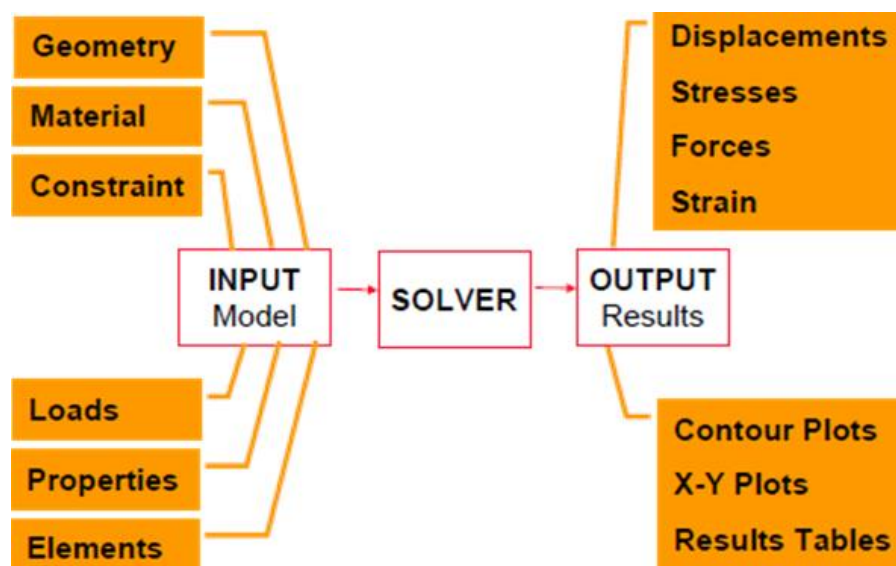 Geometry
Material
Constraint
Displacements
Stresses
Forces
Strain
INPUT
Model
SOLVER
OUTPUT
Results
Loads
Properties
Elements
Contour Plots
X-Y Plots
Results Tables